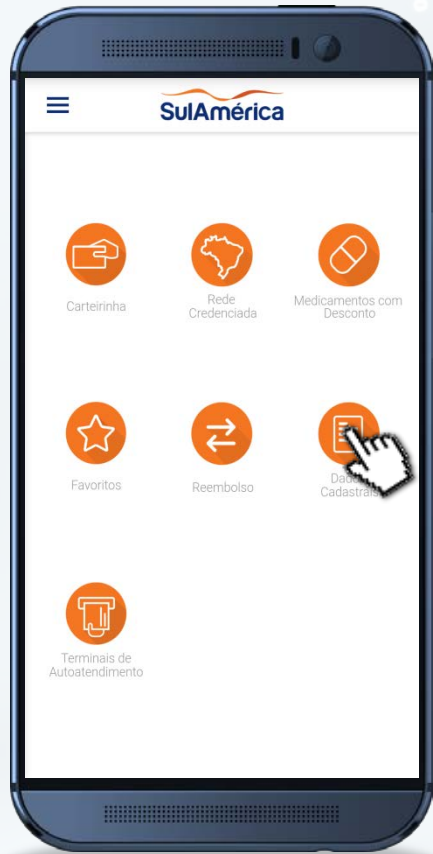 SulAmérica
Carteirinha
Rede
Credenciada
Medicamentos com
Desconto
Favoritos
Reembolso
Cadastrais
Terminais de
Autoatendimento